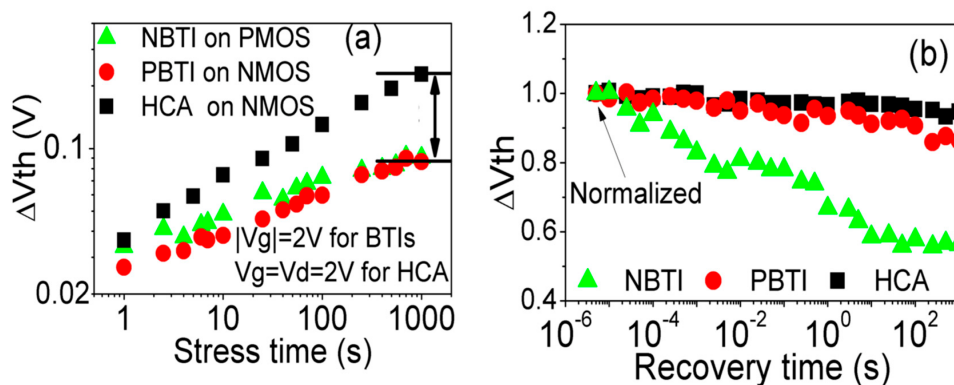 (a)
NBTI on PMOS
PBTI on NMOS
HCA on NMOS
ΔVth (V)
0.1
0.02
|Vg|=2V for BTIs
Vg=Vd=2V for HCA
1 10 100 1000
Stress time (s)
(b)
1.2
1.0
0.8
0.6
0.4
ΔVth
Normalized
NBTI PBTI HCA
10⁻⁶ 10⁻⁴ 10⁻² 10⁰ 10²
Recovery time (s)